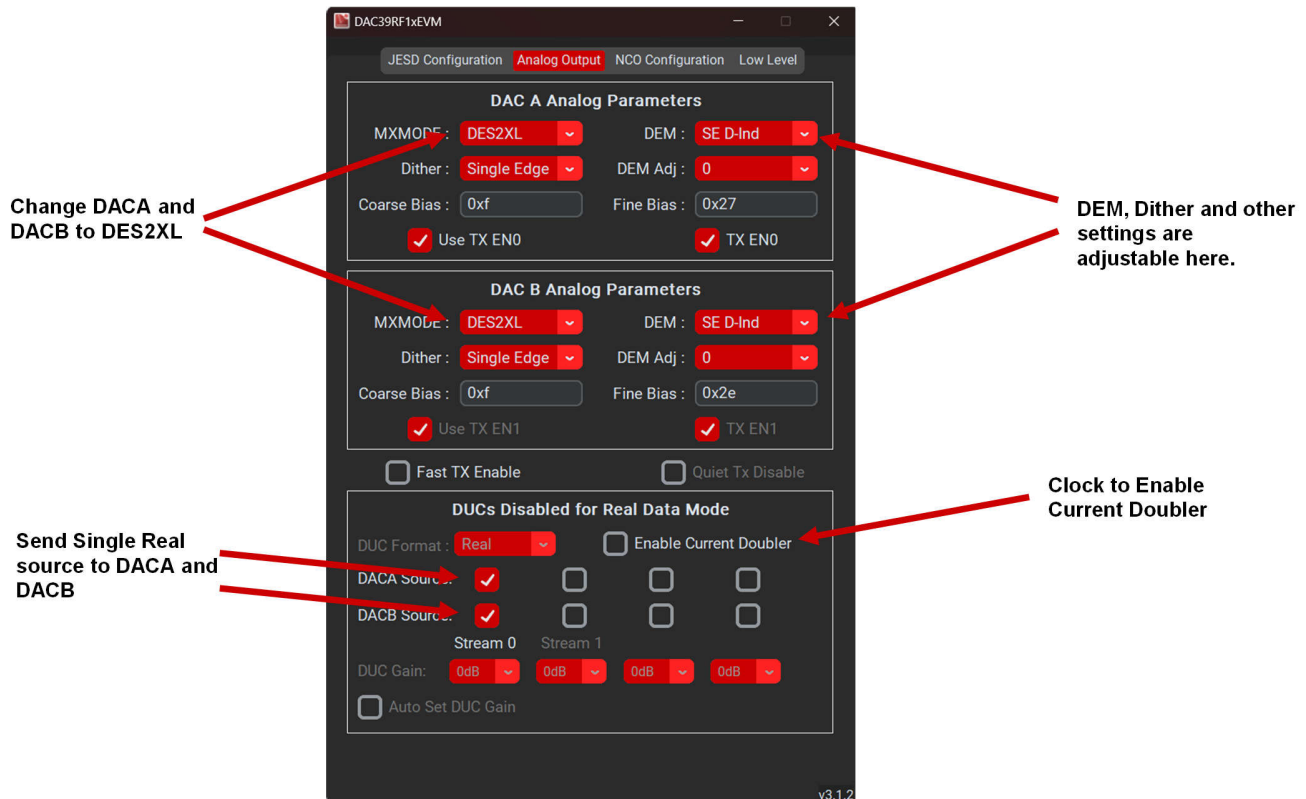 DAC39RF1xEVM
JESD Configuration Analog Output NCO Configuration Low Level
DAC A Analog Parameters
MXMODE : DES2XL DEM : SE D-Ind
Dither : Single Edge DEM Adj : 0
Coarse Bias : 0xf Fine Bias : 0x27
Use TX EN0 TX EN0
DAC B Analog Parameters
MXMODE : DES2XL DEM : SE D-Ind
Dither : Single Edge DEM Adj : 0
Coarse Bias : 0xf Fine Bias : 0x2e
Use TX EN1 TX EN1
Fast TX Enable Quiet Tx Disable
DUCs Disabled for Real Data Mode
DUC Format : Real Enable Current Doubler
DACA Source:
DACB Source:
Stream 0 Stream 1
DUC Gain: 0dB 0dB 0dB 0dB
Auto Set DUC Gain
v3.1.2
Change DACA and
DACB to DES2XL
Send Single Real
source to DACA and
DACB
DEM, Dither and other
settings are
adjustable here.
Clock to Enable
Current Doubler